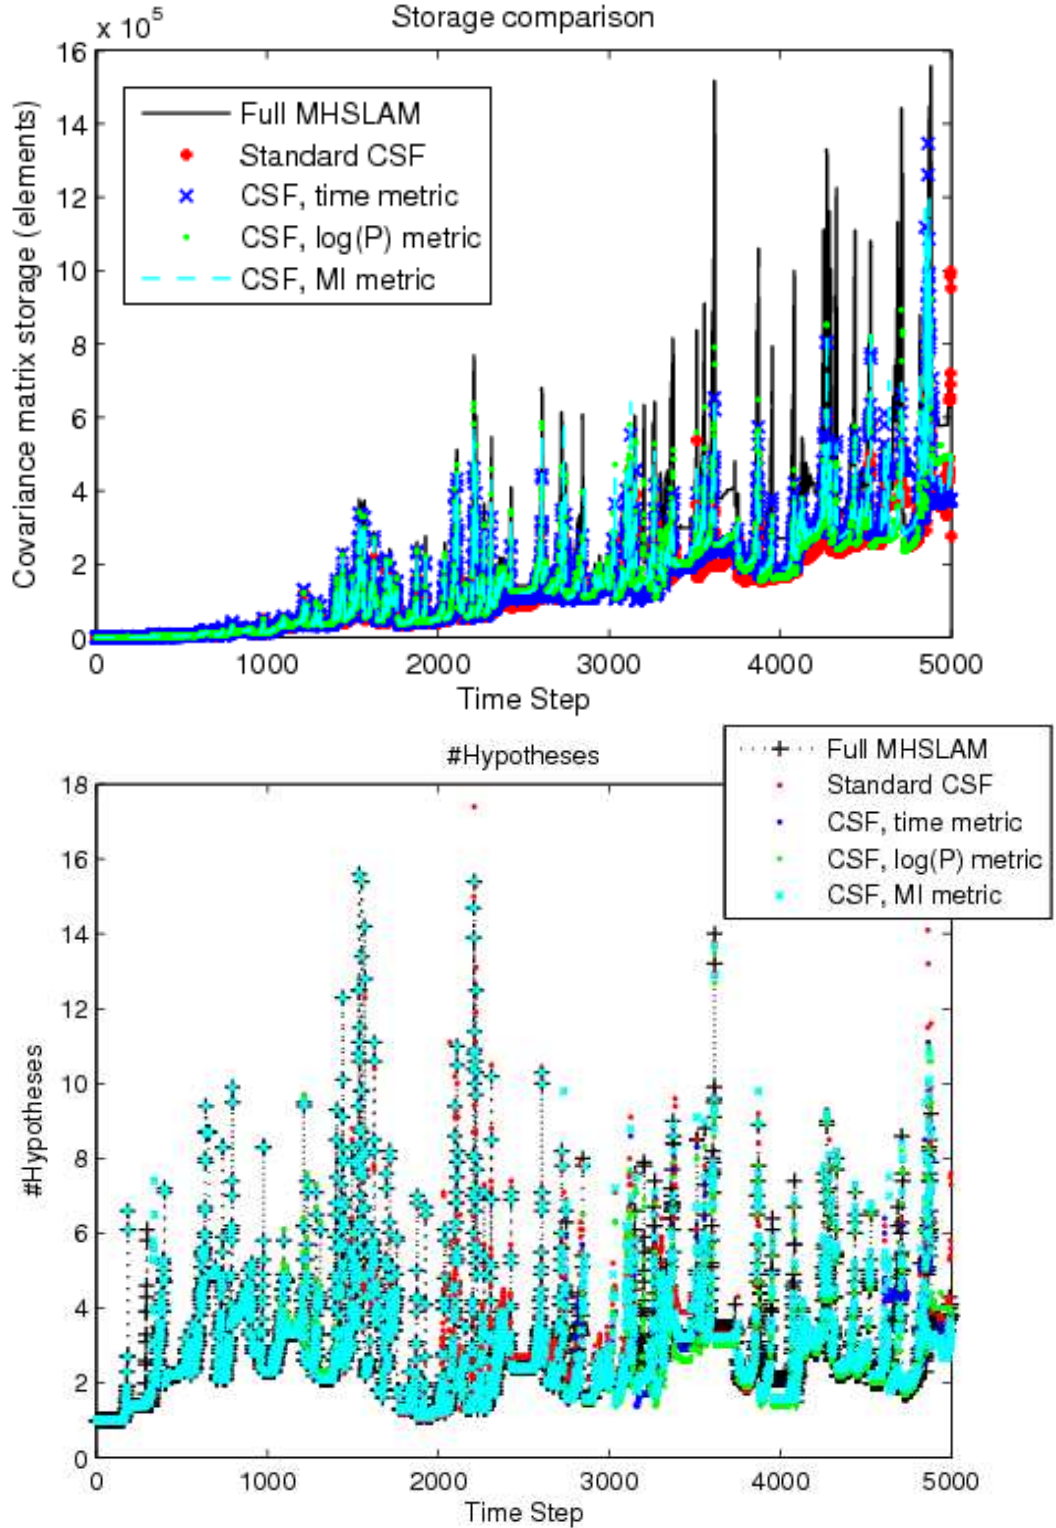 Storage comparison
x 10^5
16
14
12
10
8
6
4
2
0
Covariance matrix storage (elements)
Full MHSLAM
Standard CSF
CSF, time metric
CSF, log(P) metric
CSF, MI metric
0 1000 2000 3000 4000 5000
Time Step
#Hypotheses
Full MHSLAM
Standard CSF
CSF, time metric
CSF, log(P) metric
CSF, MI metric
18
16
14
12
10
8
6
4
2
0
#Hypotheses
0 1000 2000 3000 4000 5000
Time Step